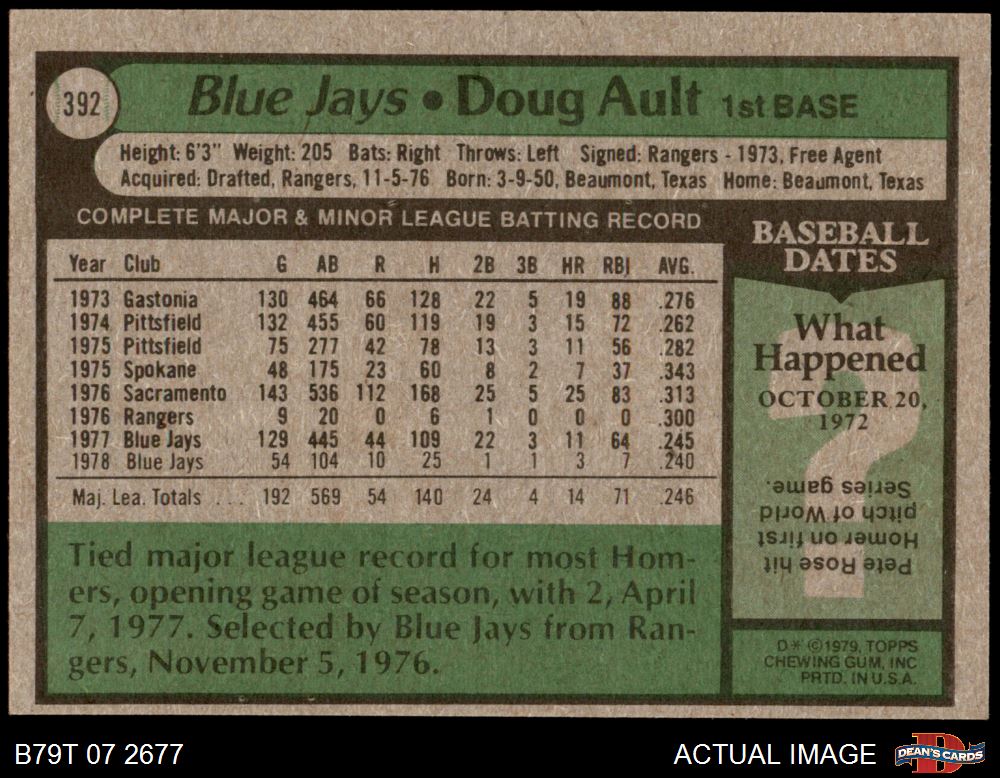 392
Blue Jays • Doug Ault 1st BASE
Height: 6'3" Weight: 205 Bats: Right Throws: Left Signed: Rangers - 1973, Free Agent
Acquired: Drafted, Rangers, 11-5-76 Born: 3-9-50, Beaumont, Texas Home: Beaumont, Texas
COMPLETE MAJOR & MINOR LEAGUE BATTING RECORD
Year Club G AB R H 2B 3B HR RBI AVG.
1973 Gastonia 130 464 66 128 22 5 19 88 .276
1974 Pittsfield 132 455 60 119 19 3 15 72 .262
1975 Pittsfield 75 277 42 78 13 3 11 56 .282
1975 Spokane 48 175 23 60 8 2 7 37 .343
1976 Sacramento 143 536 112 168 25 5 25 83 .313
1976 Rangers 9 20 0 6 1 0 0 0 .300
1977 Blue Jays 129 445 44 109 22 3 11 64 .245
1978 Blue Jays 54 104 10 25 1 1 3 7 .240
Maj. Lea. Totals . . . 192 569 54 140 24 4 14 71 .246
Tied major league record for most Hom-
ers, opening game of season, with 2, April
7, 1977. Selected by Blue Jays from Ran-
gers, November 5, 1976.
BASEBALL
DATES
What
Happened
OCTOBER 20,
1972
?
Pete Rose hit
Homer on first
pitch of World
Series game.
D* ©1979, TOPPS
CHEWING GUM, INC
PRTD. IN U.S.A.
B79T 07 2677
ACTUAL IMAGE
DEAN'S CARDS